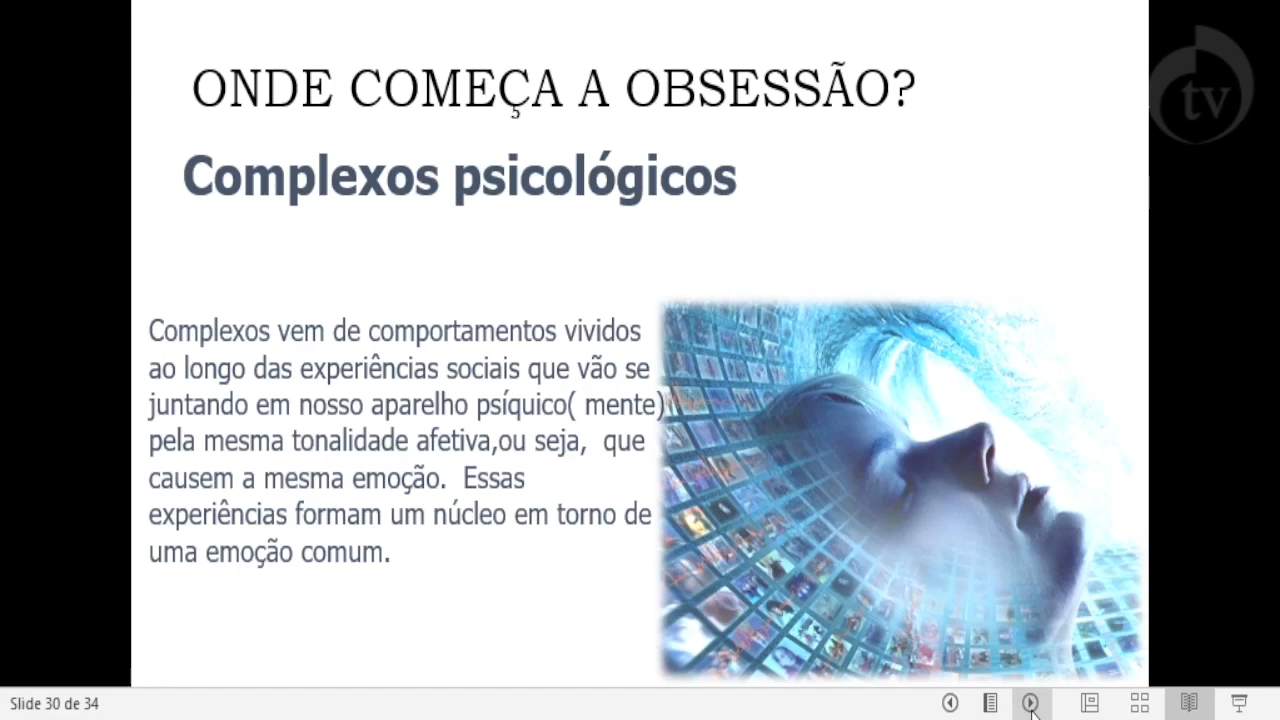 tv
ONDE COMEÇA A OBSESSÃO?
Complexos psicológicos
Complexos vem de comportamentos vividos
ao longo das experiências sociais que vão se
juntando em nosso aparelho psíquico( mente)
pela mesma tonalidade afetiva,ou seja,  que
causem a mesma emoção.  Essas
experiências formam um núcleo em torno de
uma emoção comum.
Slide 30 de 34